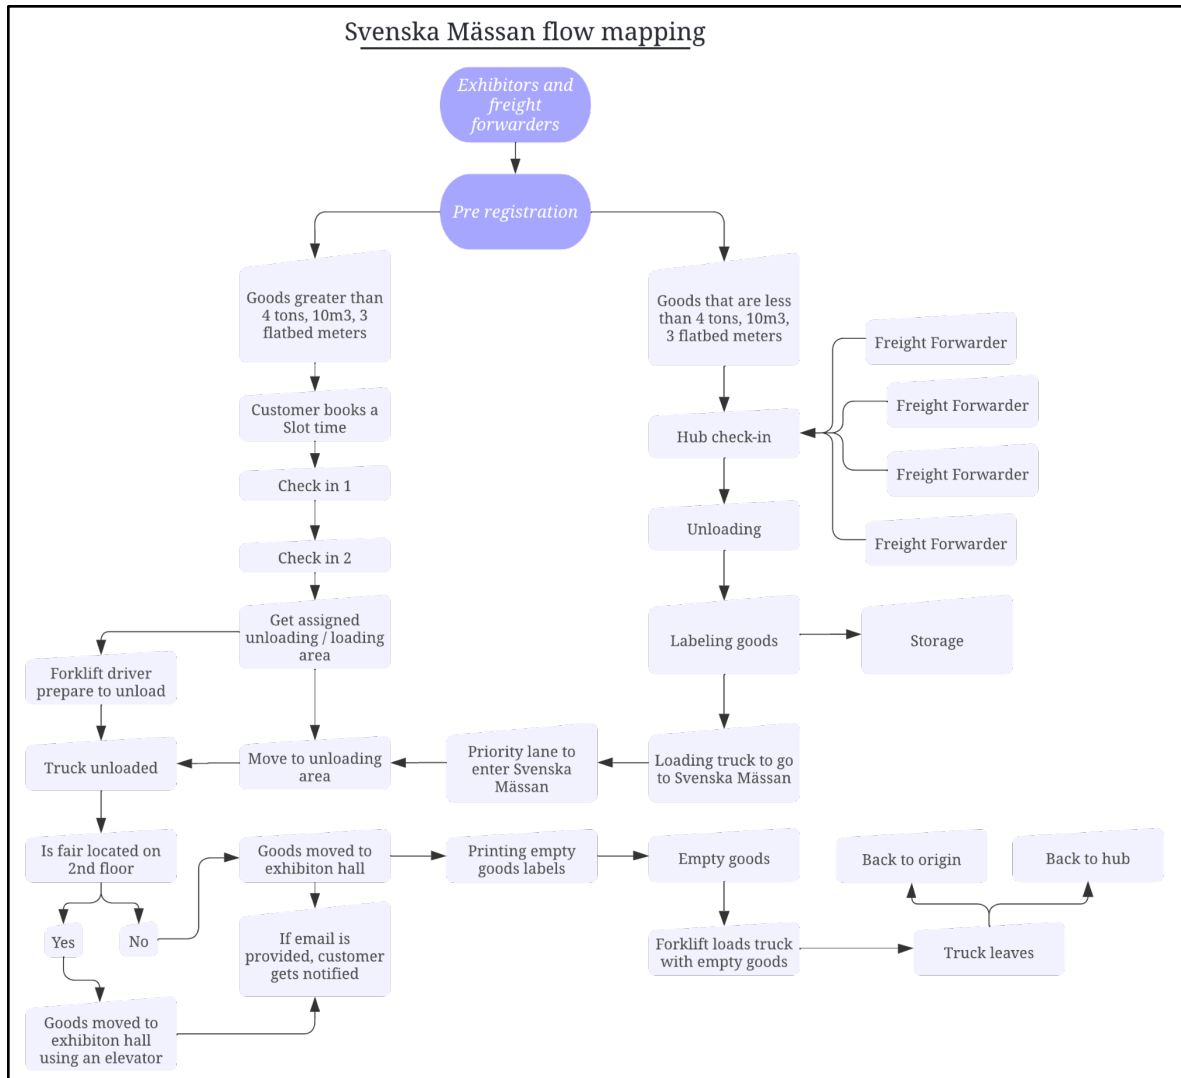 Svenska Mässan flow mapping
Exhibitors and
freight
forwarders
Pre registration
Goods greater than
4 tons, 10m3, 3
flatbed meters
Goods that are less
than 4 tons, 10m3,
3 flatbed meters
Freight Forwarder
Freight Forwarder
Freight Forwarder
Freight Forwarder
Customer books a
Slot time
Hub check-in
Check in 1
Unloading
Check in 2
Get assigned
unloading / loading
area
Labeling goods
Storage
Forklift driver
prepare to unload
Truck unloaded
Move to unloading
area
Priority lane to
enter Svenska
Mässan
Loading truck to go
to Svenska Mässan
Is fair located on
2nd floor
Goods moved to
exhibiton hall
Printing empty
goods labels
Empty goods
Back to origin
Back to hub
Yes
No
If email is
provided, customer
gets notified
Forklift loads truck
with empty goods
Truck leaves
Goods moved to
exhibiton hall
using an elevator